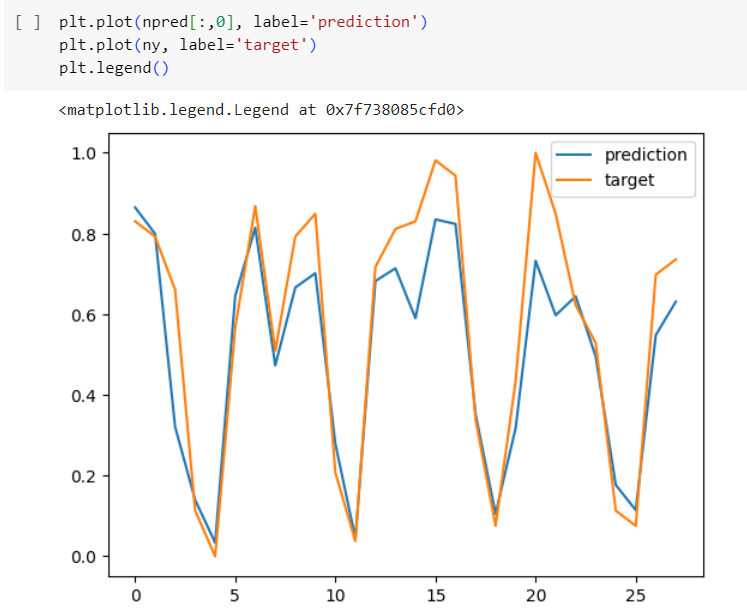 [ ] plt.plot(npred[:,0], label='prediction')
plt.plot(ny, label='target')
plt.legend()
<matplotlib.legend.Legend at 0x7f738085cfd0>
prediction
target
1.0
0.8
0.6
0.4
0.2
0.0
0 5 10 15 20 25